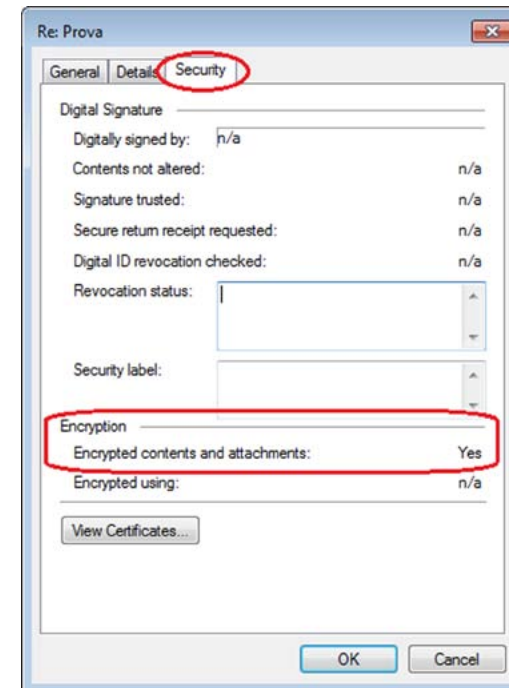 Re: Prova
General Details Security
Digital Signature
Digitally signed by: n/a
Contents not altered: n/a
Signature trusted: n/a
Secure return receipt requested: n/a
Digital ID revocation checked: n/a
Revocation status:
Security label:
Encryption
Encrypted contents and attachments: Yes
Encrypted using: n/a
View Certificates...
OK Cancel